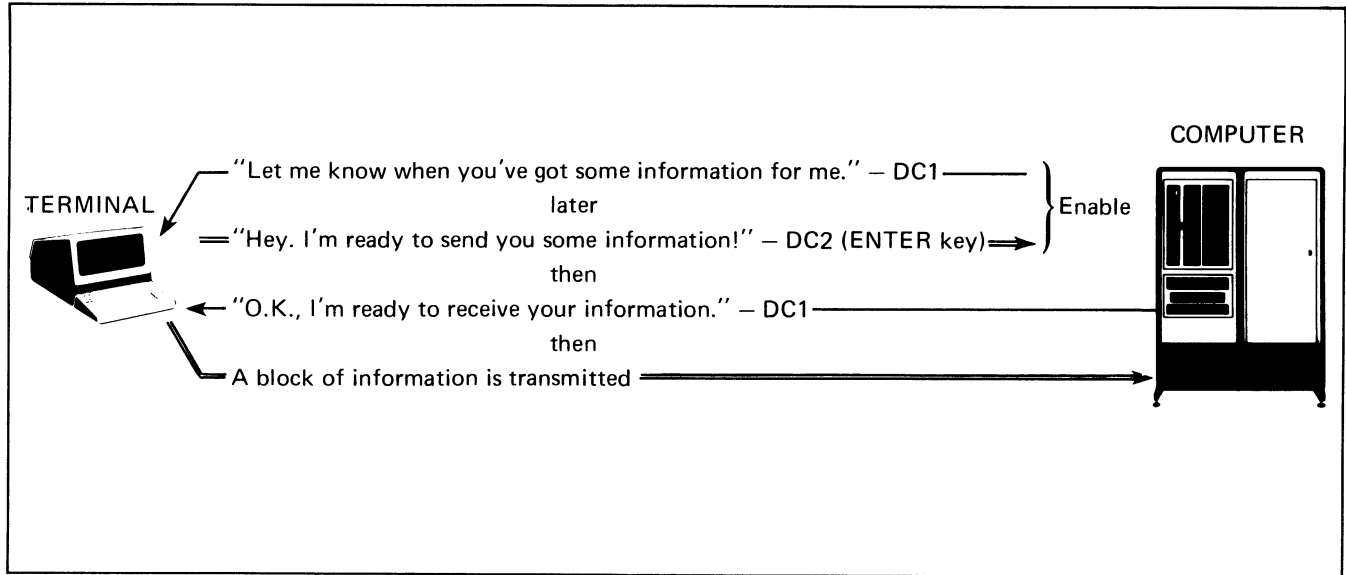 COMPUTER
"Let me know when you've got some information for me." — DC1
TERMINAL
later
Enable
"Hey. I'm ready to send you some information!" — DC2 (ENTER key)
then
"O.K., I'm ready to receive your information." — DC1
then
A block of information is transmitted